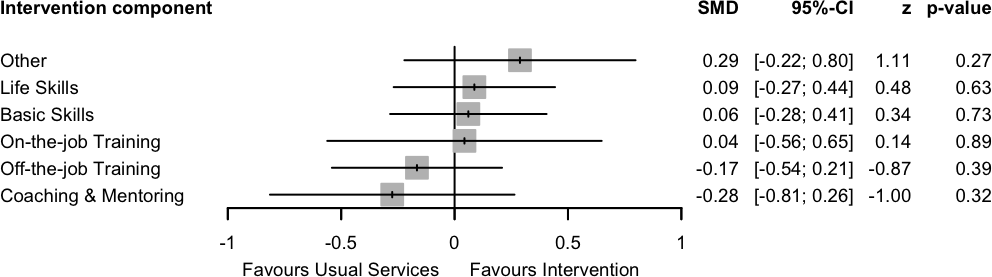 Intervention component SMD 95%-CI z p-value
Other 0.29 [-0.22; 0.80] 1.11 0.27
Life Skills 0.09 [-0.27; 0.44] 0.48 0.63
Basic Skills 0.06 [-0.28; 0.41] 0.34 0.73
On-the-job Training 0.04 [-0.56; 0.65] 0.14 0.89
Off-the-job Training -0.17 [-0.54; 0.21] -0.87 0.39
Coaching & Mentoring -0.28 [-0.81; 0.26] -1.00 0.32
-1 -0.5 0 0.5 1
Favours Usual Services Favours Intervention